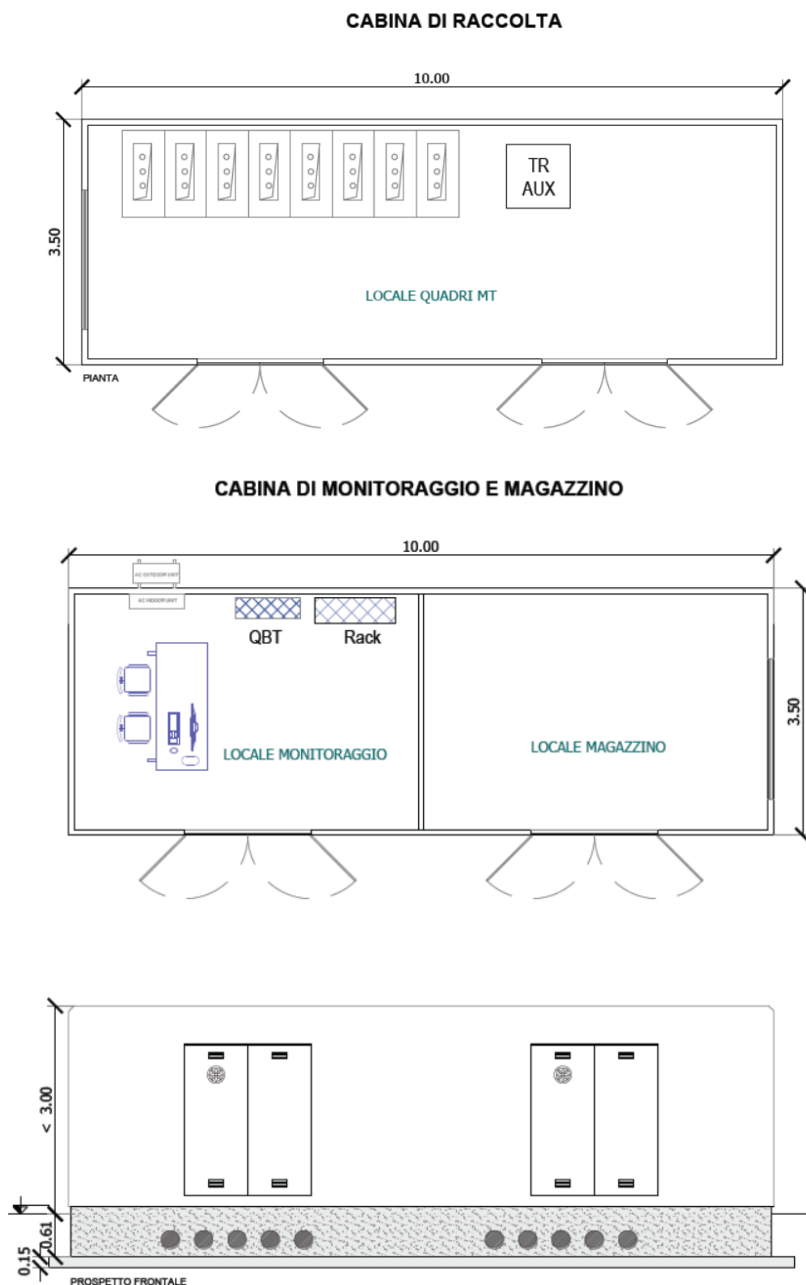 CABINA DI RACCOLTA
10.00
TR
AUX
3.50
LOCALE QUADRI MT
PIANTA
CABINA DI MONITORAGGIO E MAGAZZINO
10.00
AC OUTDOOR UNIT
AC INDOOR UNIT
QBT
Rack
3.50
LOCALE MONITORAGGIO
LOCALE MAGAZZINO
< 3.00
0.61
0.15
PROSPETTO FRONTALE